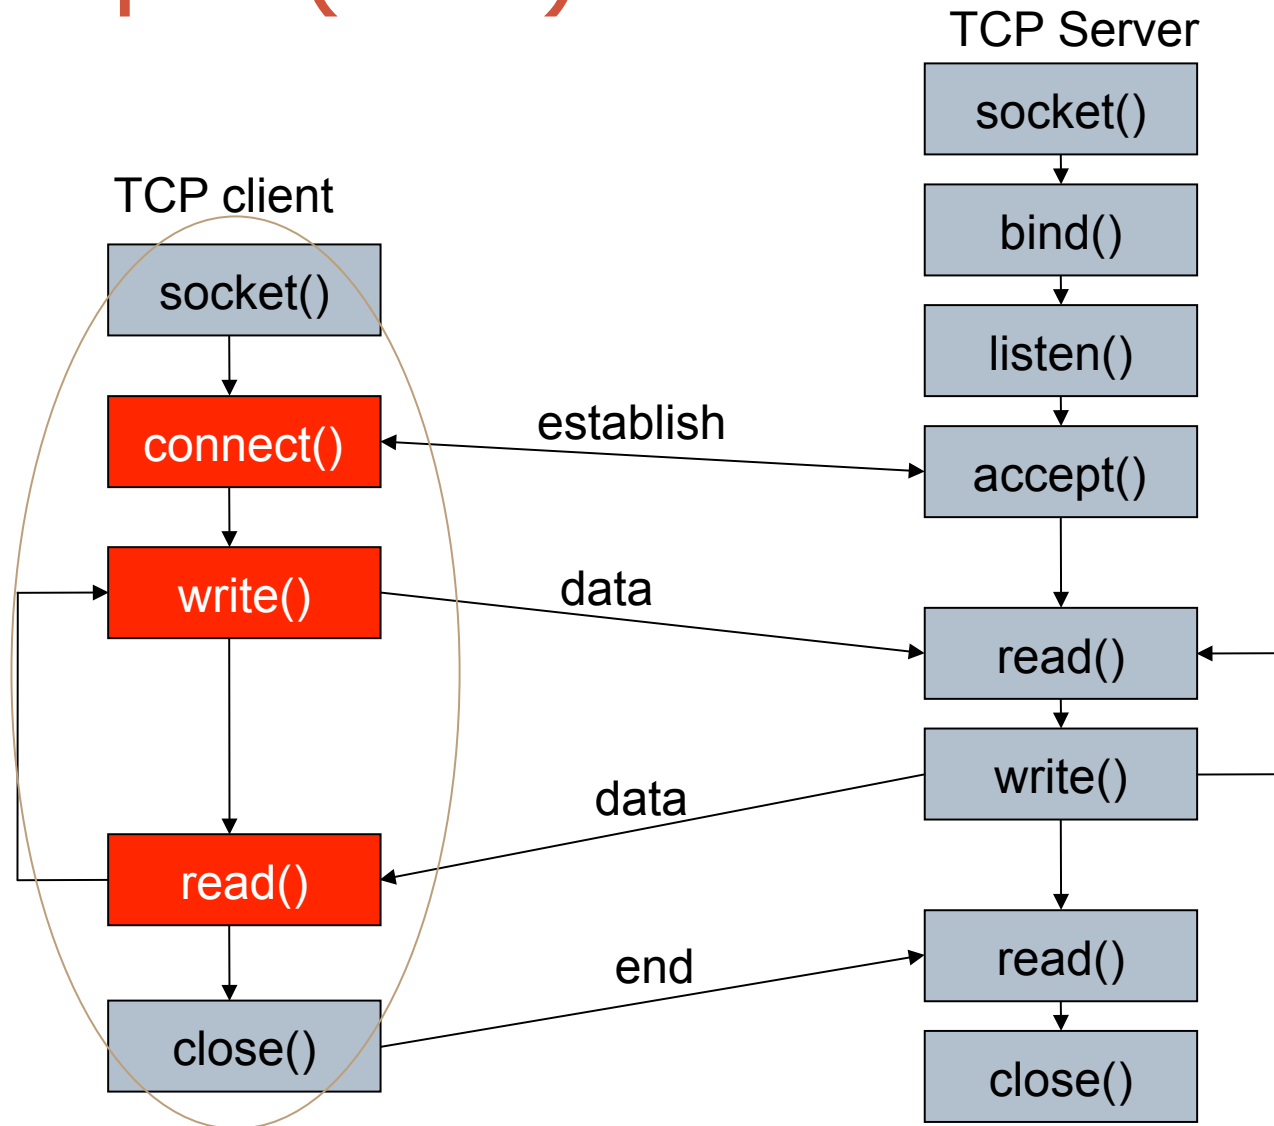 TCP Server
socket()
bind()
listen()
accept()
read()
write()
read()
close()
TCP client
socket()
connect()
write()
read()
close()
establish
data
data
end